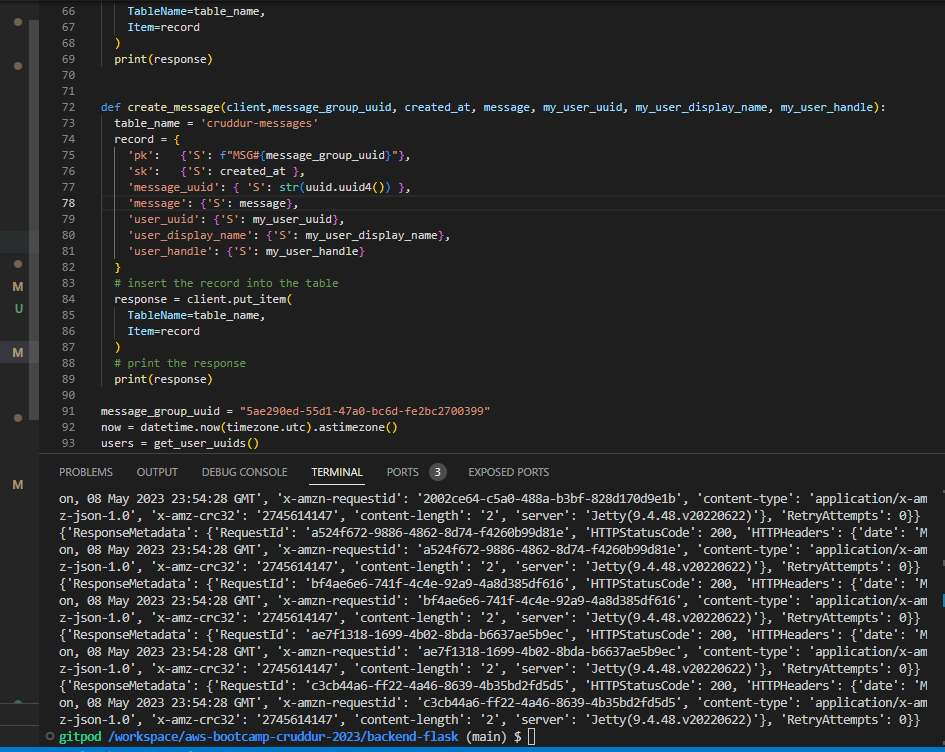 66 TableName=table_name,
67 Item=record
68 )
69 print(response)
70
71
72 def create_message(client,message_group_uuid, created_at, message, my_user_uuid, my_user_display_name, my_user_handle):
73 table_name = 'cruddur-messages'
74 record = {
75 'pk': {'S': f"MSG#{message_group_uuid}"},
76 'sk': {'S': created_at },
77 'message_uuid': { 'S': str(uuid.uuid4()) },
78 'message': {'S': message},
79 'user_uuid': {'S': my_user_uuid},
80 'user_display_name': {'S': my_user_display_name},
81 'user_handle': {'S': my_user_handle}
82 }
83 # insert the record into the table
84 response = client.put_item(
85 TableName=table_name,
86 Item=record
87 )
88 # print the response
89 print(response)
90
91 message_group_uuid = "5ae290ed-55d1-47a0-bc6d-fe2bc2700399"
92 now = datetime.now(timezone.utc).astimezone()
93 users = get_user_uuids()
M
U
M
M
PROBLEMS OUTPUT DEBUG CONSOLE TERMINAL PORTS 3 EXPOSED PORTS
on, 08 May 2023 23:54:28 GMT', 'x-amzn-requestid': '2002ce64-c5a0-488a-b3bf-828d170d9e1b', 'content-type': 'application/x-am
z-json-1.0', 'x-amz-crc32': '2745614147', 'content-length': '2', 'server': 'Jetty(9.4.48.v20220622)'}, 'RetryAttempts': 0}}
{'ResponseMetadata': {'RequestId': 'a524f672-9886-4862-8d74-f4260b99d81e', 'HTTPStatusCode': 200, 'HTTPHeaders': {'date': 'M
on, 08 May 2023 23:54:28 GMT', 'x-amzn-requestid': 'a524f672-9886-4862-8d74-f4260b99d81e', 'content-type': 'application/x-am
z-json-1.0', 'x-amz-crc32': '2745614147', 'content-length': '2', 'server': 'Jetty(9.4.48.v20220622)'}, 'RetryAttempts': 0}}
{'ResponseMetadata': {'RequestId': 'bf4ae6e6-741f-4c4e-92a9-4a8d385df616', 'HTTPStatusCode': 200, 'HTTPHeaders': {'date': 'M
on, 08 May 2023 23:54:28 GMT', 'x-amzn-requestid': 'bf4ae6e6-741f-4c4e-92a9-4a8d385df616', 'content-type': 'application/x-am
z-json-1.0', 'x-amz-crc32': '2745614147', 'content-length': '2', 'server': 'Jetty(9.4.48.v20220622)'}, 'RetryAttempts': 0}}
{'ResponseMetadata': {'RequestId': 'ae7f1318-1699-4b02-8bda-b6637ae5b9ec', 'HTTPStatusCode': 200, 'HTTPHeaders': {'date': 'M
on, 08 May 2023 23:54:28 GMT', 'x-amzn-requestid': 'ae7f1318-1699-4b02-8bda-b6637ae5b9ec', 'content-type': 'application/x-am
z-json-1.0', 'x-amz-crc32': '2745614147', 'content-length': '2', 'server': 'Jetty(9.4.48.v20220622)'}, 'RetryAttempts': 0}}
{'ResponseMetadata': {'RequestId': 'c3cb44a6-ff22-4a46-8639-4b35bd2fd5d5', 'HTTPStatusCode': 200, 'HTTPHeaders': {'date': 'M
on, 08 May 2023 23:54:28 GMT', 'x-amzn-requestid': 'c3cb44a6-ff22-4a46-8639-4b35bd2fd5d5', 'content-type': 'application/x-am
z-json-1.0', 'x-amz-crc32': '2745614147', 'content-length': '2', 'server': 'Jetty(9.4.48.v20220622)'}, 'RetryAttempts': 0}}
gitpod /workspace/aws-bootcamp-cruddur-2023/backend-flask (main) $